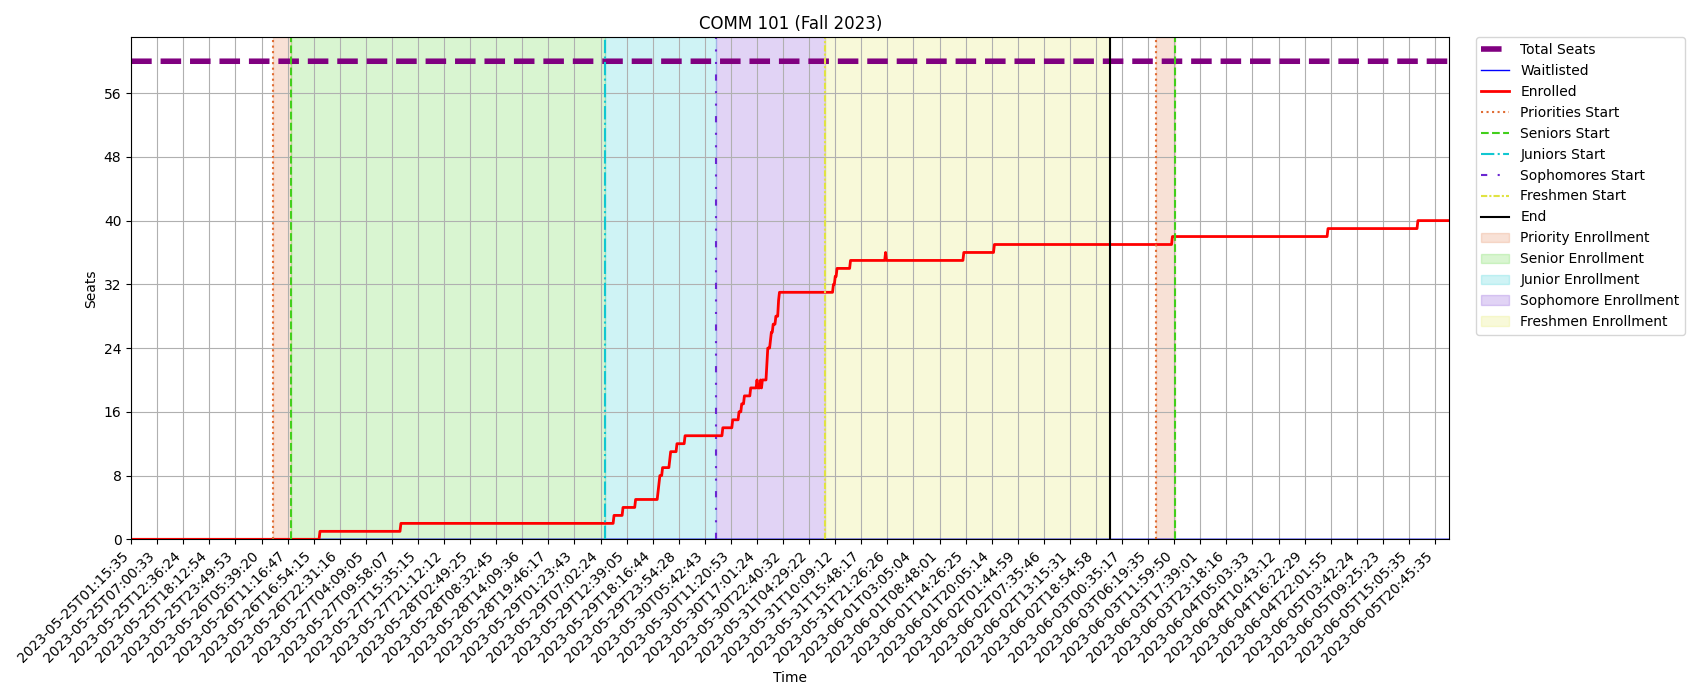 COMM 101 (Fall 2023)
Total Seats
Waitlisted
Enrolled
Priorities Start
Seniors Start
Juniors Start
Sophomores Start
Freshmen Start
End
Priority Enrollment
Senior Enrollment
Junior Enrollment
Sophomore Enrollment
Freshmen Enrollment
Seats
56
48
40
32
24
16
8
0
2023-05-25T01:15:35
2023-05-25T07:00:33
2023-05-25T12:36:24
2023-05-25T18:12:54
2023-05-25T23:49:53
2023-05-26T05:39:20
2023-05-26T11:16:47
2023-05-26T16:54:15
2023-05-26T22:31:16
2023-05-27T04:09:05
2023-05-27T09:58:07
2023-05-27T15:35:15
2023-05-27T21:12:12
2023-05-28T02:49:25
2023-05-28T08:32:45
2023-05-28T14:09:36
2023-05-28T19:46:17
2023-05-29T01:23:43
2023-05-29T07:02:24
2023-05-29T12:39:05
2023-05-29T18:16:44
2023-05-29T23:54:28
2023-05-30T05:42:43
2023-05-30T11:20:53
2023-05-30T17:01:24
2023-05-30T22:40:32
2023-05-31T04:29:22
2023-05-31T10:09:12
2023-05-31T15:48:17
2023-05-31T21:26:26
2023-06-01T03:05:04
2023-06-01T08:48:01
2023-06-01T14:26:25
2023-06-01T20:05:14
2023-06-02T01:44:59
2023-06-02T07:35:46
2023-06-02T13:15:31
2023-06-02T18:54:58
2023-06-03T00:35:17
2023-06-03T06:19:35
2023-06-03T11:59:50
2023-06-03T17:39:01
2023-06-03T23:18:16
2023-06-04T05:03:33
2023-06-04T10:43:12
2023-06-04T16:22:29
2023-06-04T22:01:55
2023-06-05T03:42:24
2023-06-05T09:25:23
2023-06-05T15:05:35
2023-06-05T20:45:35
Time